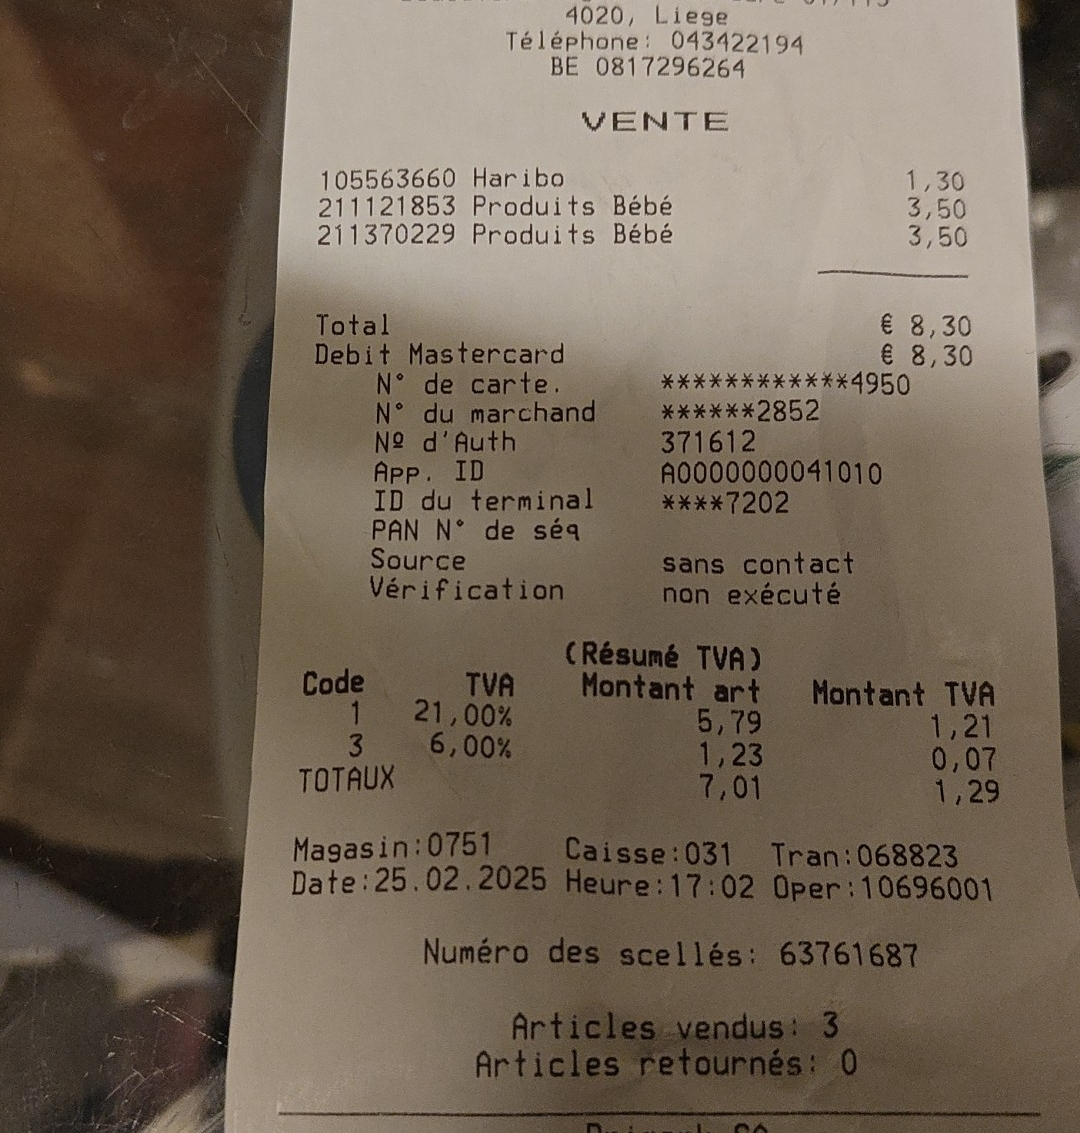 4020, Liege
Téléphone: 043422194
BE 0817296264
VENTE
105563660 Haribo 1,30
211121853 Produits Bébé 3,50
211370229 Produits Bébé 3,50
Total € 8,30
Debit Mastercard € 8,30
N° de carte. ************4950
N° du marchand ******2852
Nº d'Auth 371612
App. ID A0000000041010
ID du terminal ****7202
PAN N° de séq
Source sans contact
Vérification non exécuté
(Résumé TVA)
Code TVA Montant art Montant TVA
1 21,00% 5,79 1,21
3 6,00% 1,23 0,07
TOTAUX 7,01 1,29
Magasin:0751 Caisse:031 Tran:068823
Date:25.02.2025 Heure:17:02 Oper:10696001
Numéro des scellés: 63761687
Articles vendus: 3
Articles retournés: 0